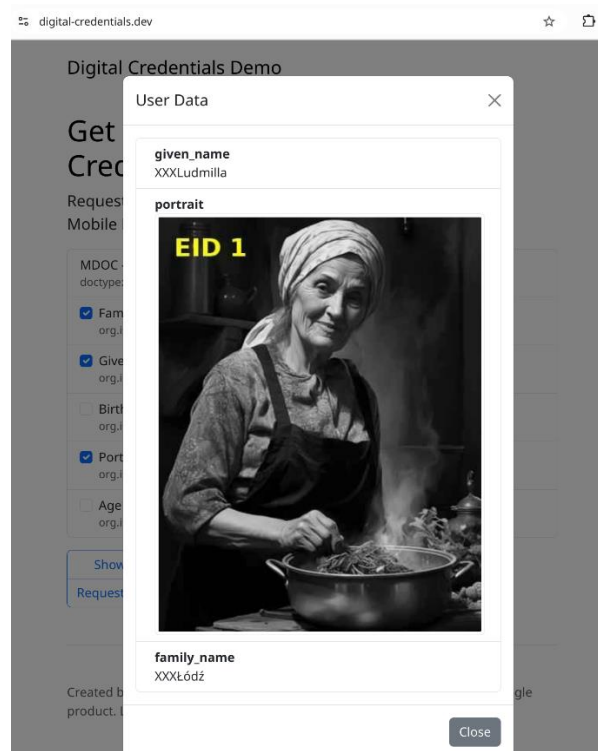 digital-credentials.dev
Digital Credentials Demo
User Data
Get
Cred
given_name
XXXLudmilla
Request
Mobile
portrait
EID 1
MDOC -
doctype:
Fam
org.i
Give
org.i
Birth
org.i
Port
org.i
Age
org.i
Show
Request
family_name
XXXŁódź
Created b
gle
product. L
Close